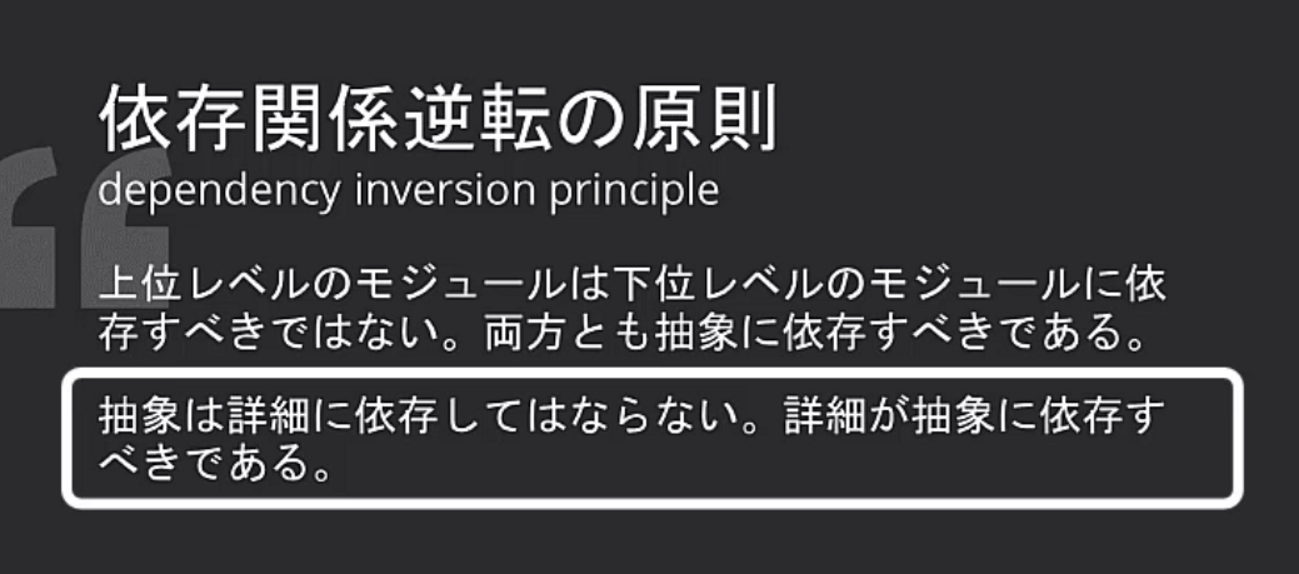 依存関係逆転の原則
dependency inversion principle
上位レベルのモジュールは下位レベルのモジュールに依
存すべきではない。両方とも抽象に依存すべきである。
抽象は詳細に依存してはならない。詳細が抽象に依存す
べきである。